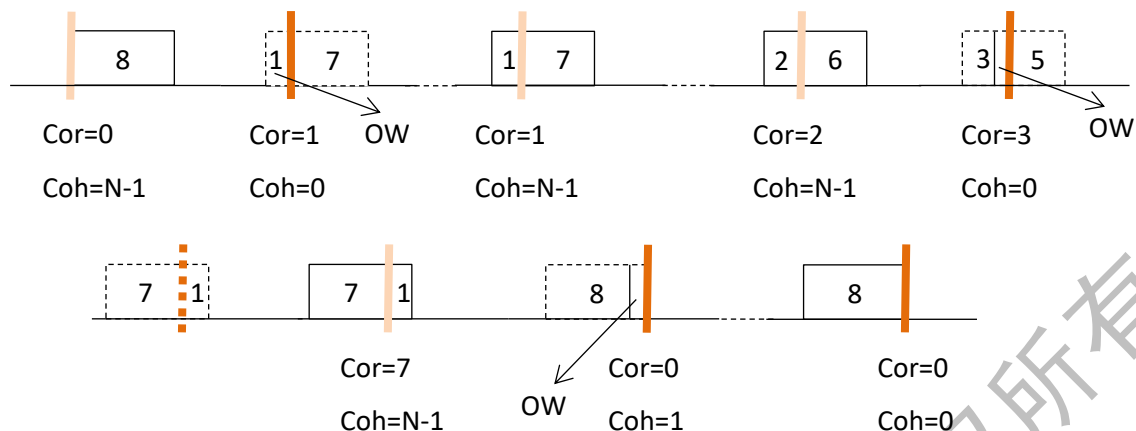 8 1 7 1 7 2 6 3 5
Cor=0 Cor=1 OW Cor=1 Cor=2 Cor=3 OW
Coh=N-1 Coh=0 Coh=N-1 Coh=N-1 Coh=0
7 1 7 1 8 8
Cor=7 Cor=0 Cor=0
Coh=N-1 OW Coh=1 Coh=0
所有